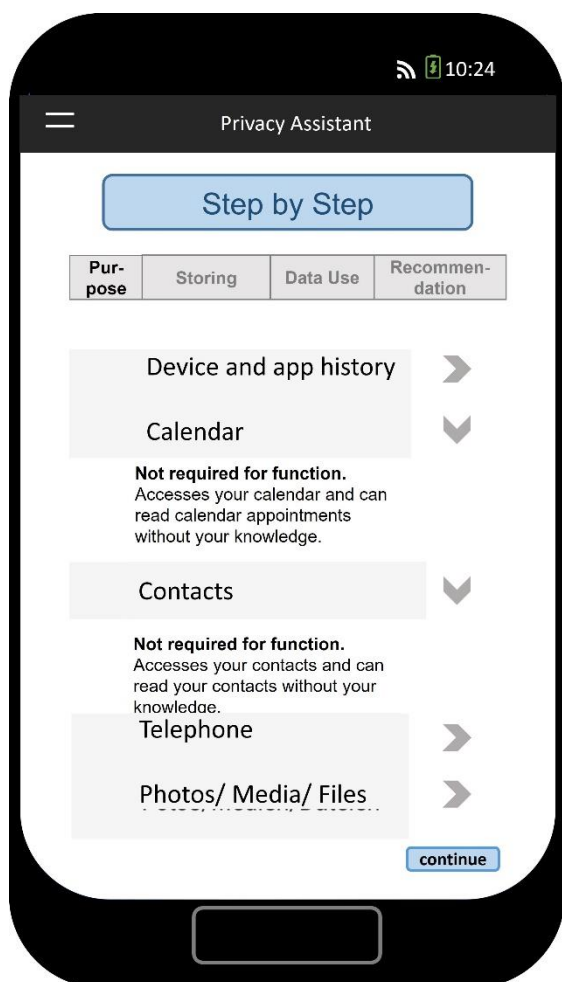 10:24
Privacy Assistant
Step by Step
Pur-
pose
Storing
Data Use
Recommen-
dation
Device and app history
Calendar
Not required for function.
Accesses your calendar and can
read calendar appointments
without your knowledge.
Contacts
Not required for function.
Accesses your contacts and can
read your contacts without your
knowledge.
Telephone
Photos/ Media/ Files
continue